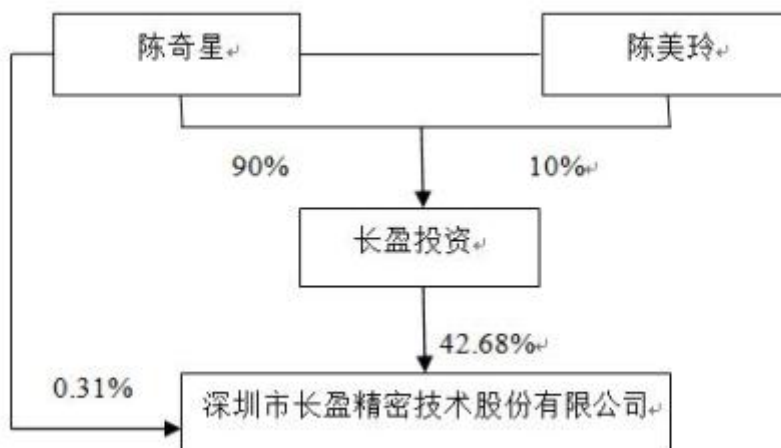 陈奇星
陈美玲
90%
10%
长盈投资
42.68%
0.31%
深圳市长盈精密技术股份有限公司